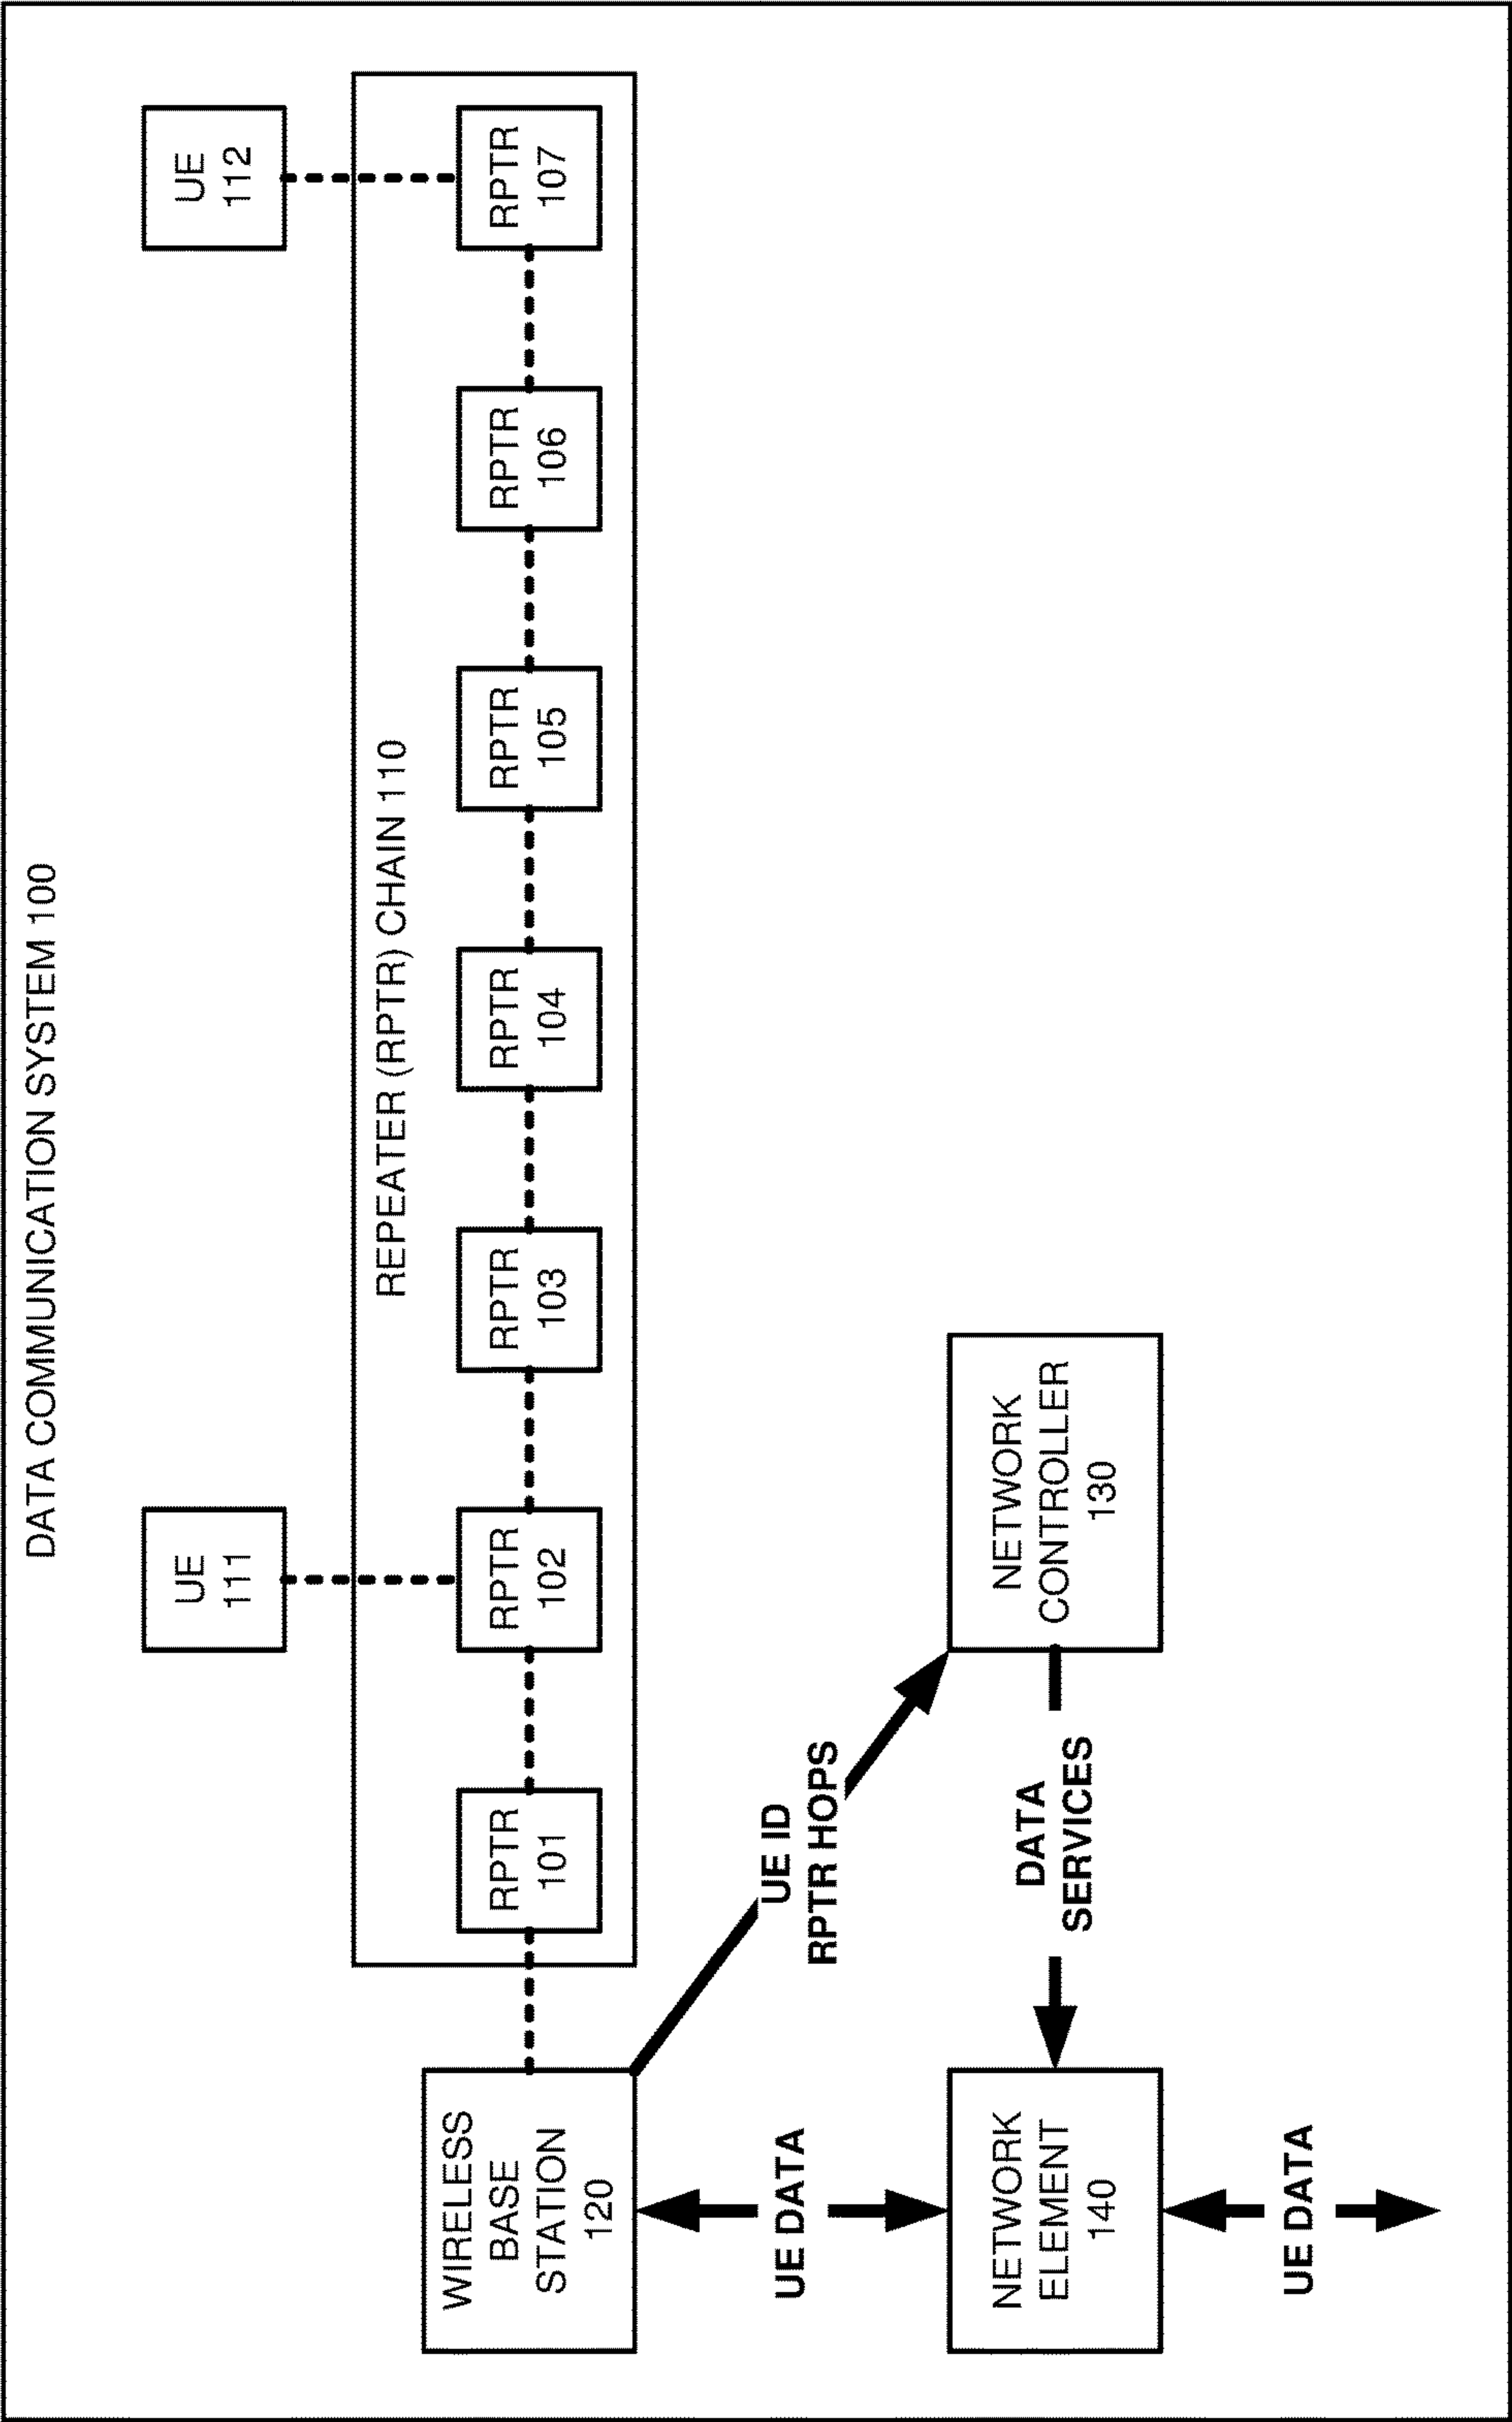 DATA COMMUNICATION SYSTEM 100
UE
111
UE
112
REPEATER (RPTR) CHAIN 110
WIRELESS
BASE
STATION
120
RPTR
101
RPTR
102
RPTR
103
RPTR
104
RPTR
105
RPTR
106
RPTR
107
UE DATA
UE ID
RPTR HOPS
NETWORK
ELEMENT
140
DATA
SERVICES
NETWORK
CONTROLLER
130
UE DATA